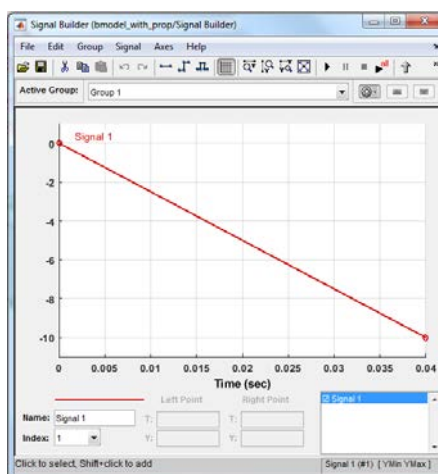 Signal Builder (bmodel_with_prop/Signal Builder)
File Edit Group Signal Axes Help
Active Group: Group 1
Signal 1
0
-2
-4
-6
-8
-10
0 0.005 0.01 0.015 0.02 0.025 0.03 0.035 0.04
Time (sec)
Left Point Right Point
Name: Signal 1 T: T:
Index: 1 Y: Y:
Signal 1
Click to select, Shift+click to add Signal 1 (#1) [ YMin YMax ]